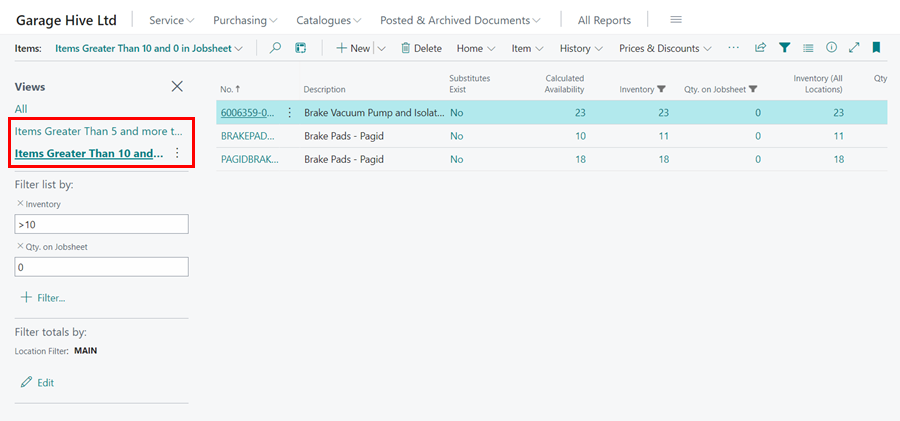 Garage Hive Ltd Service Purchasing Catalogues Posted & Archived Documents All Reports
Items: Items Greater Than 10 and 0 in Jobsheet New Delete Home Item History Prices & Discounts ...
Views
All
Items Greater Than 5 and more t...
Items Greater Than 10 and...
Filter list by:
Inventory
>10
Qty. on Jobsheet
0
Filter...
Filter totals by:
Location Filter: MAIN
Edit
No. ↑ Description Substitutes Exist Calculated Availability Inventory Qty. on Jobsheet Inventory (All Locations) Qty
6006359-0... Brake Vacuum Pump and Isolat... No 23 23 0 23
BRAKEPAD... Brake Pads - Pagid No 10 11 0 11
PAGIDBRAK... Brake Pads - Pagid No 18 18 0 18